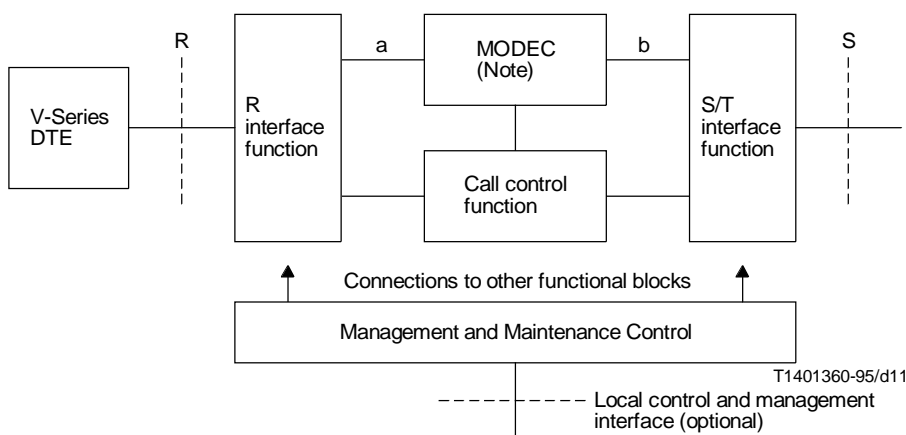 R
a
MODEC
(Note)
b
S
V-Series
DTE
R
interface
function
S/T
interface
function
Call control
function
Connections to other functional blocks
Management and Maintenance Control
T1401360-95/d11
Local control and management
interface (optional)